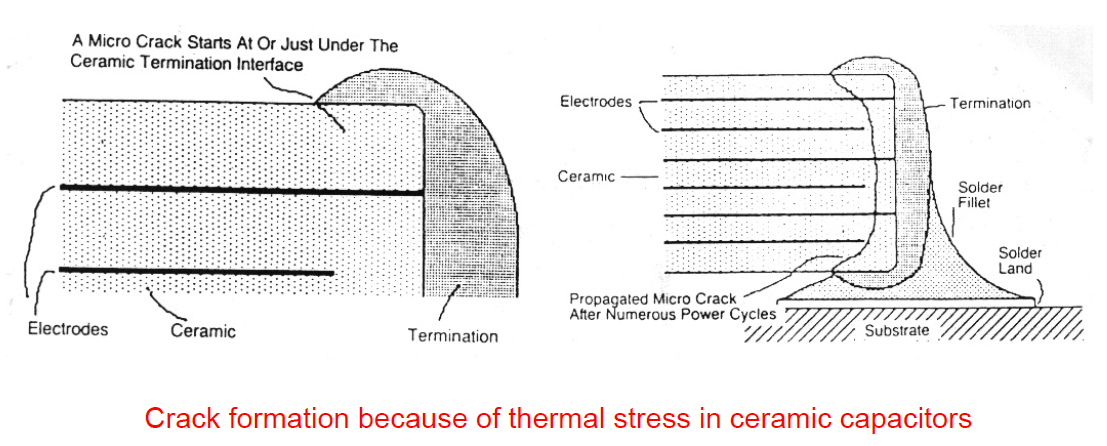 A Micro Crack Starts At Or Just Under The
Ceramic Termination Interface
Electrodes
Ceramic
Termination
Electrodes
Termination
Ceramic
Solder
Fillet
Solder
Land
Propagated Micro Crack
After Numerous Power Cycles
Substrate
Crack formation because of thermal stress in ceramic capacitors